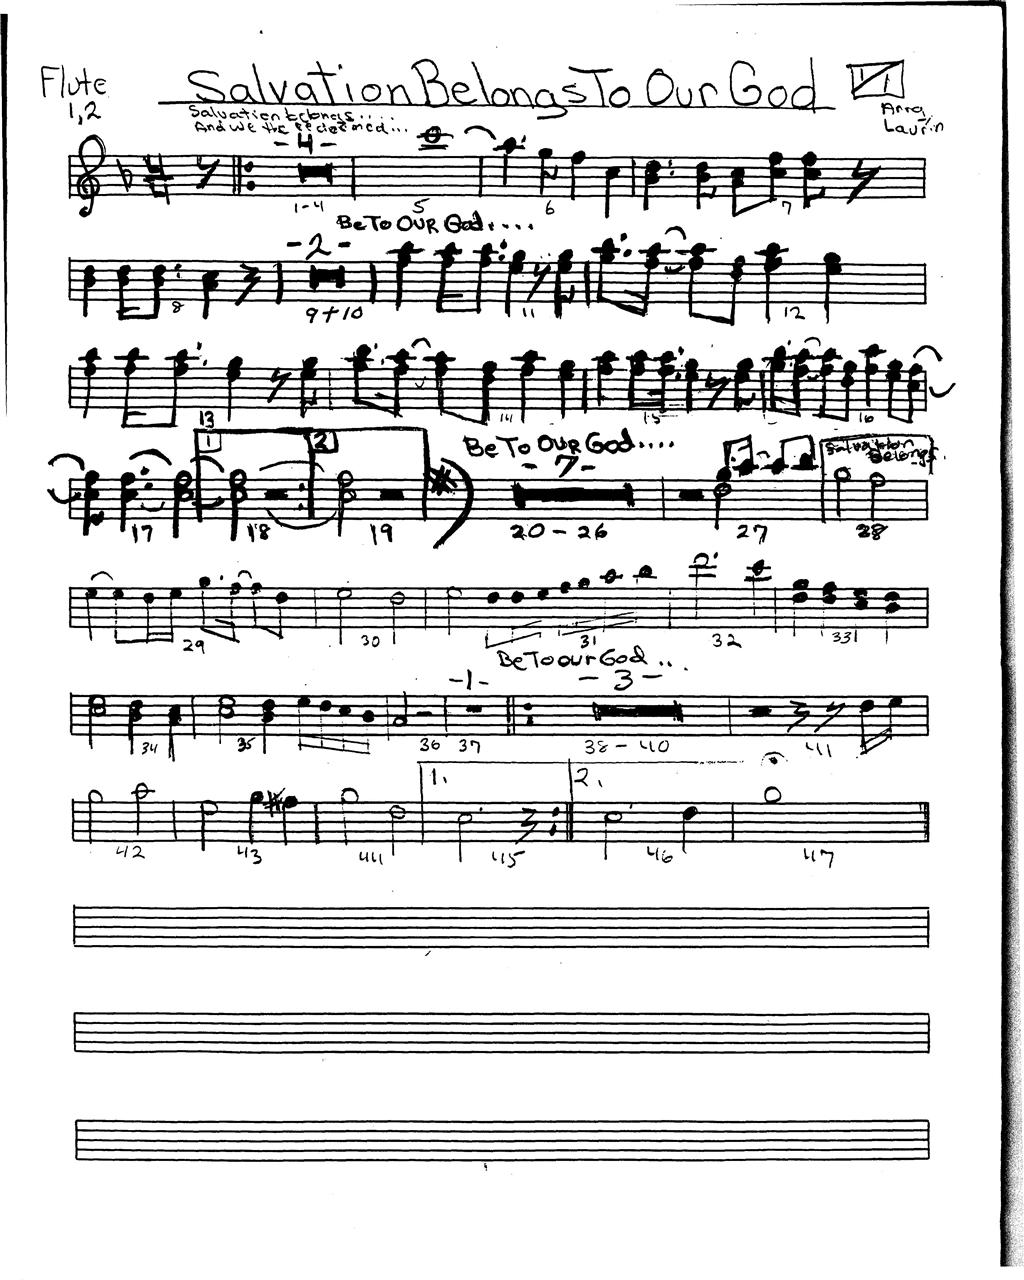 Flute Salvation Belongs To Our God 1/1
1,2 Arrg.
Salvation belongs.... Laurin
And we the redeemed...
-4-
4
4
1-4 5 6 7
Be To Our God....
-2-
8 9+10 11 12
13 14 15 16
1 2 Be To Our God.... Salvation
-7- Belongs.
17 18 19 20-26 27 28
29 30 31 32 33
Be To Our God...
-1- -3-
34 35 36 37 38-40 41
1. 2.
42 43 44 45 46 47